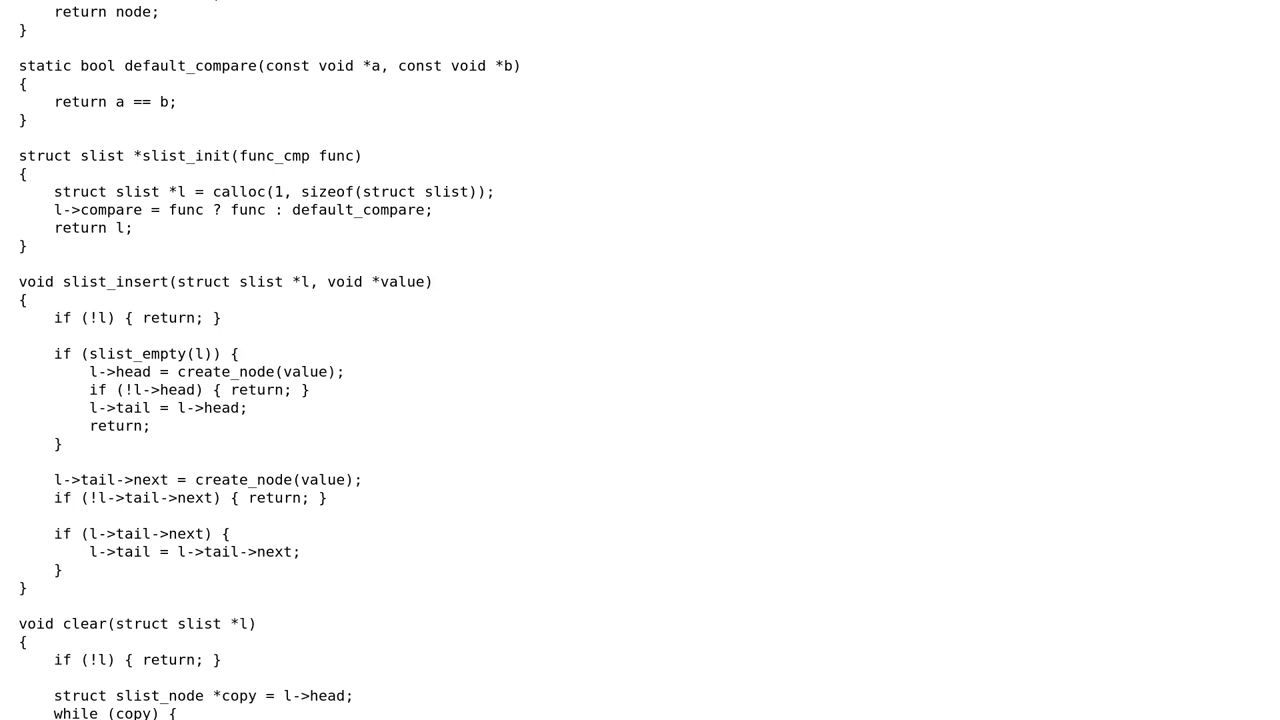 return node;
}

static bool default_compare(const void *a, const void *b)
{
    return a == b;
}

struct slist *slist_init(func_cmp func)
{
    struct slist *l = calloc(1, sizeof(struct slist));
    l->compare = func ? func : default_compare;
    return l;
}

void slist_insert(struct slist *l, void *value)
{
    if (!l) { return; }

    if (slist_empty(l)) {
        l->head = create_node(value);
        if (!l->head) { return; }
        l->tail = l->head;
        return;
    }

    l->tail->next = create_node(value);
    if (!l->tail->next) { return; }

    if (l->tail->next) {
        l->tail = l->tail->next;
    }
}

void clear(struct slist *l)
{
    if (!l) { return; }

    struct slist_node *copy = l->head;
    while (copy) {